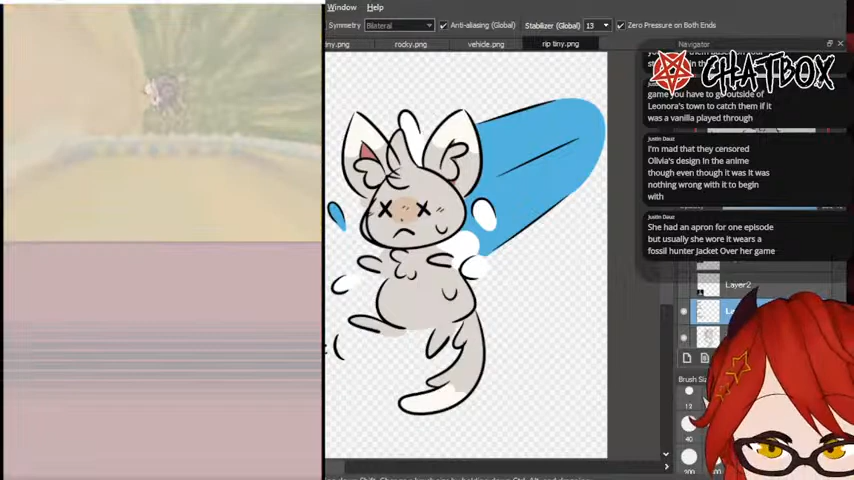 Window Help
Symmetry Bilateral Anti-aliasing (Global) Stabilizer (Global) 13 Zero Pressure on Both Ends
tiny.png rocky.png vehicle.png rip tiny.png
Navigator
CHATBOX
game you have to go outside of
Leonora's town to catch them if it
was a vanilla played through
Justin Dauz
I'm mad that they censored
Olivia's design in the anime
though even though it was It was
nothing wrong with it to begin
with
Justin Dauz
She had an apron for one episode
but usually she wore it wears a
fossil hunter jacket Over her game
Layer2
Brush Size
12
40
200